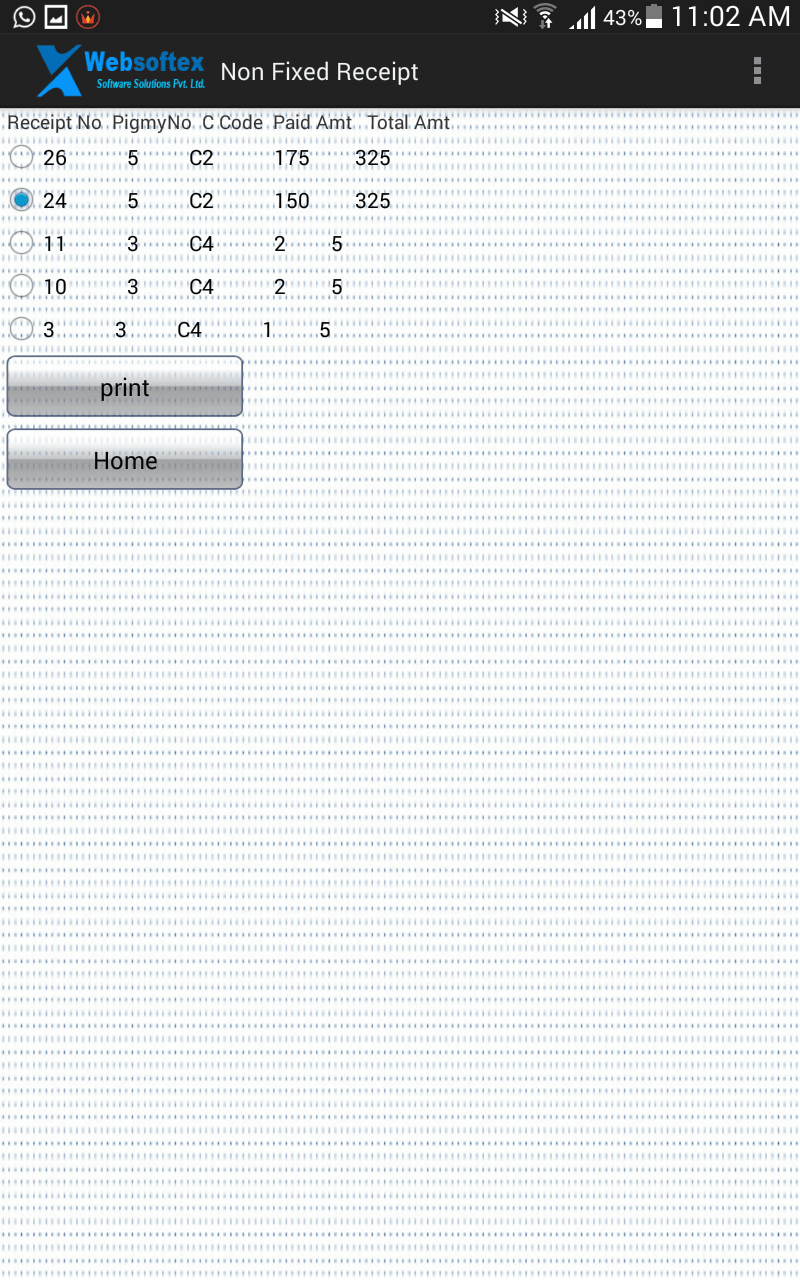 43% 11:02 AM
Websoftex
Software Solutions Pvt. Ltd.
Non Fixed Receipt
Receipt No PigmyNo C Code Paid Amt Total Amt
26 5 C2 175 325
24 5 C2 150 325
11 3 C4 2 5
10 3 C4 2 5
3 3 C4 1 5
print
Home